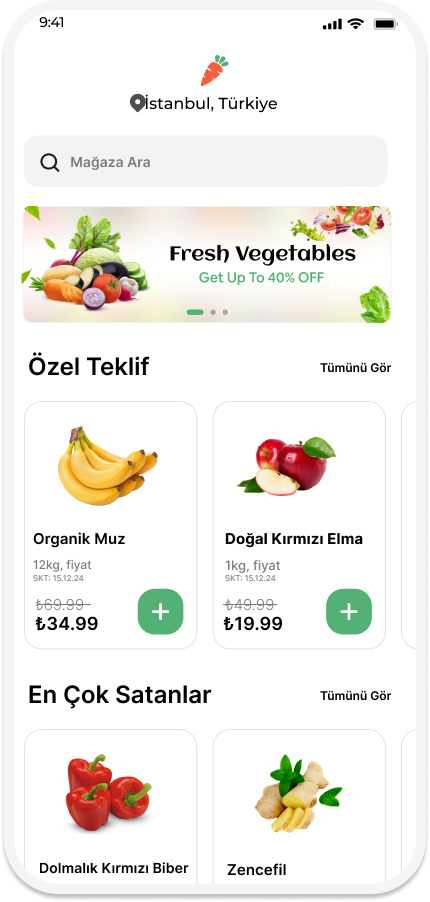 9:41
İstanbul, Türkiye
Mağaza Ara
Fresh Vegetables
Get Up To 40% OFF
Özel Teklif
Tümünü Gör
Organik Muz
12kg, fiyat
SKT: 15.12.24
₺69.99
₺34.99
Doğal Kırmızı Elma
1kg, fiyat
SKT: 15.12.24
₺49.99
₺19.99
En Çok Satanlar
Tümünü Gör
Dolmalık Kırmızı Biber
Zencefil